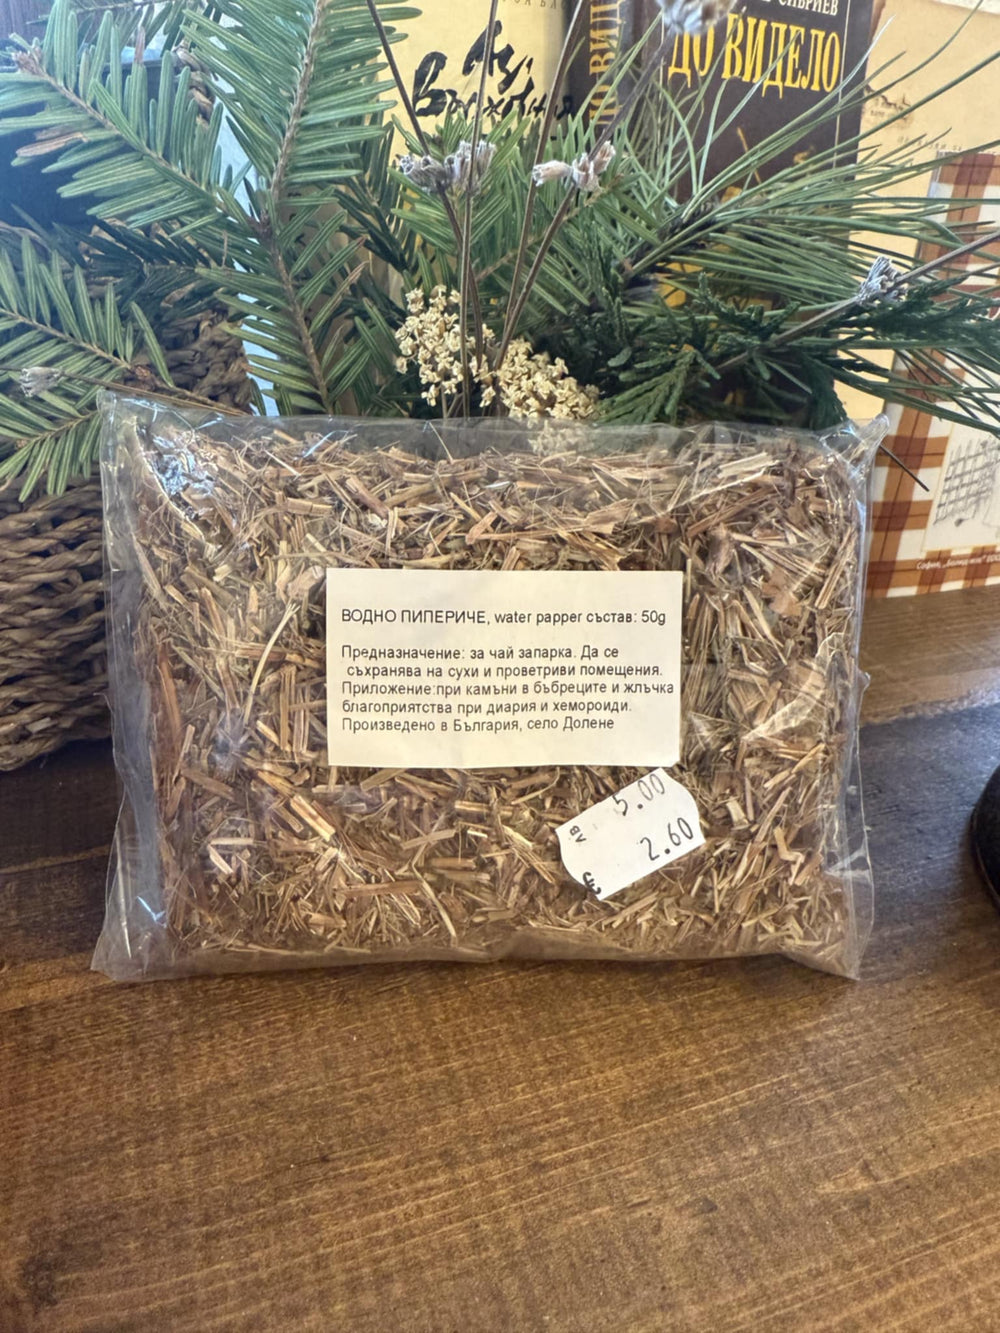 ДО ВИДЕЛО
ВИДЕ
ВОДНО ПИПЕРИЧЕ, water papper състав: 50g
Предназначение: за чай запарка. Да се
съхранява на сухи и проветриви помещения.
Приложение:при камъни в бъбреците и жлъчка
благоприятства при диария и хемороиди.
Произведено в България, село Долене
лв 5.00
2.60